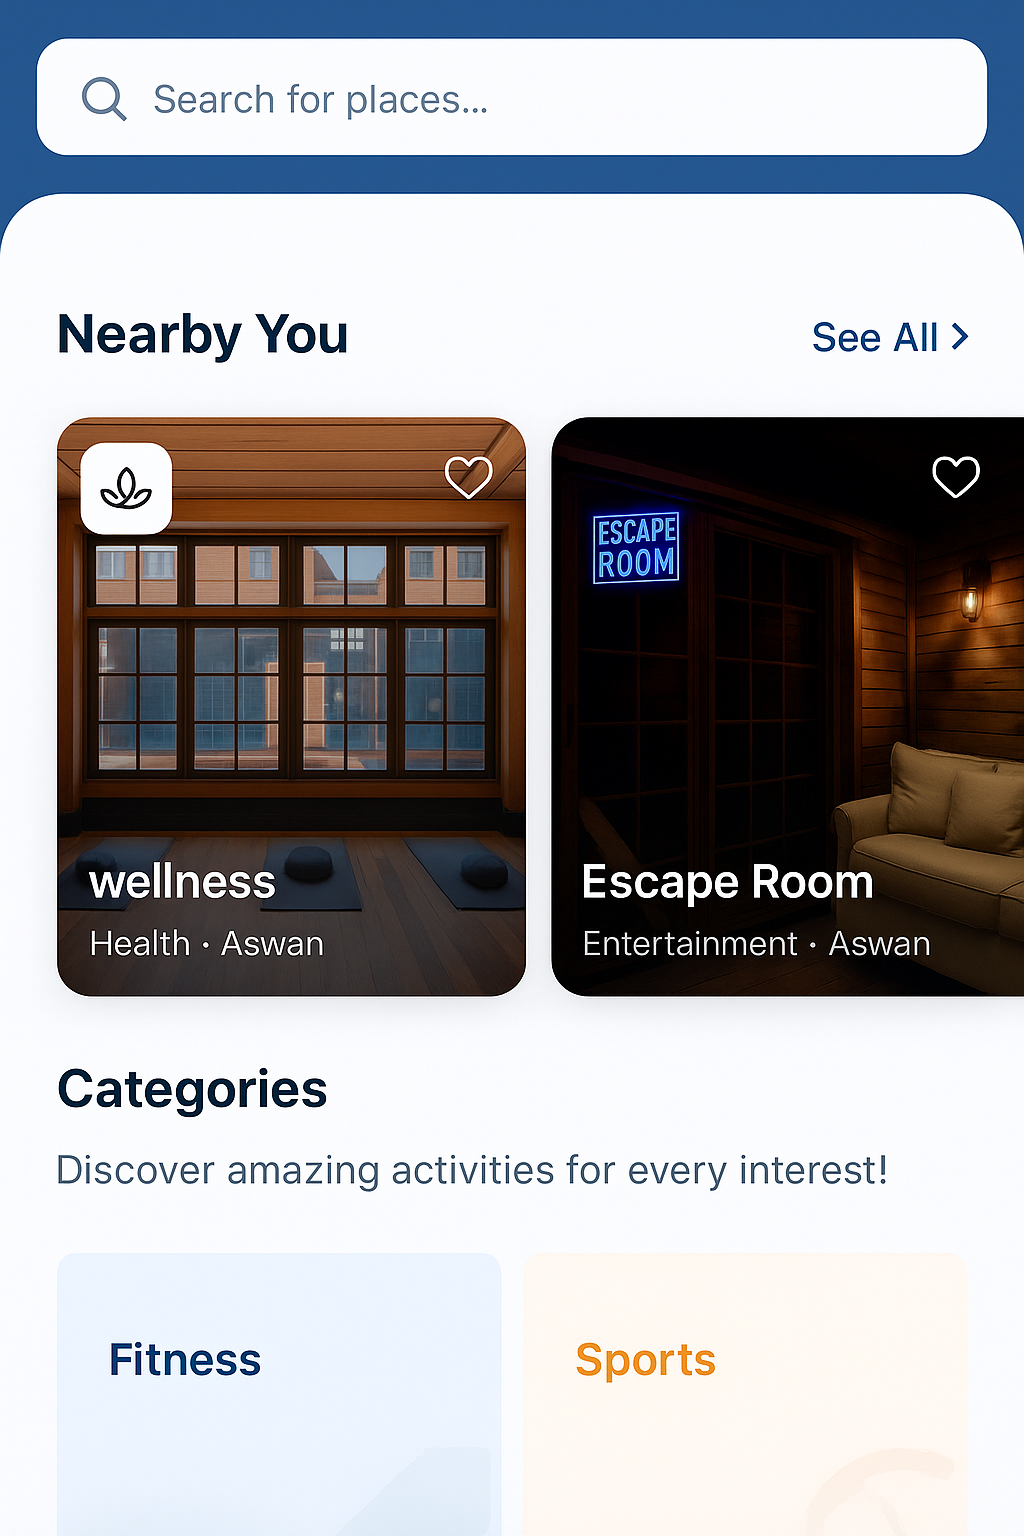 Search for places...
Nearby You
See All
ESCAPE
ROOM
wellness
Health · Aswan
Escape Room
Entertainment · Aswan
Categories
Discover amazing activities for every interest!
Fitness
Sports